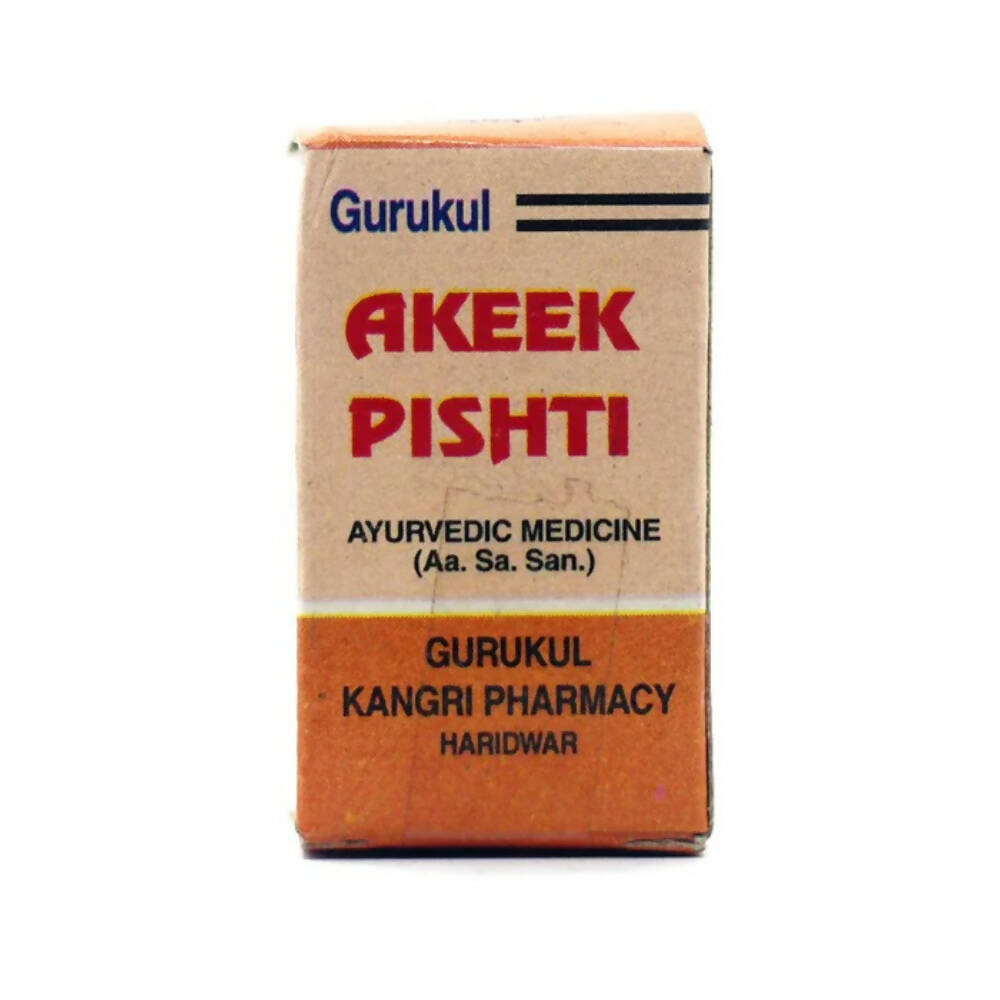 Gurukul
AKEEK
PISHTI
AYURVEDIC MEDICINE
(Aa. Sa. San.)
GURUKUL
KANGRI PHARMACY
HARIDWAR